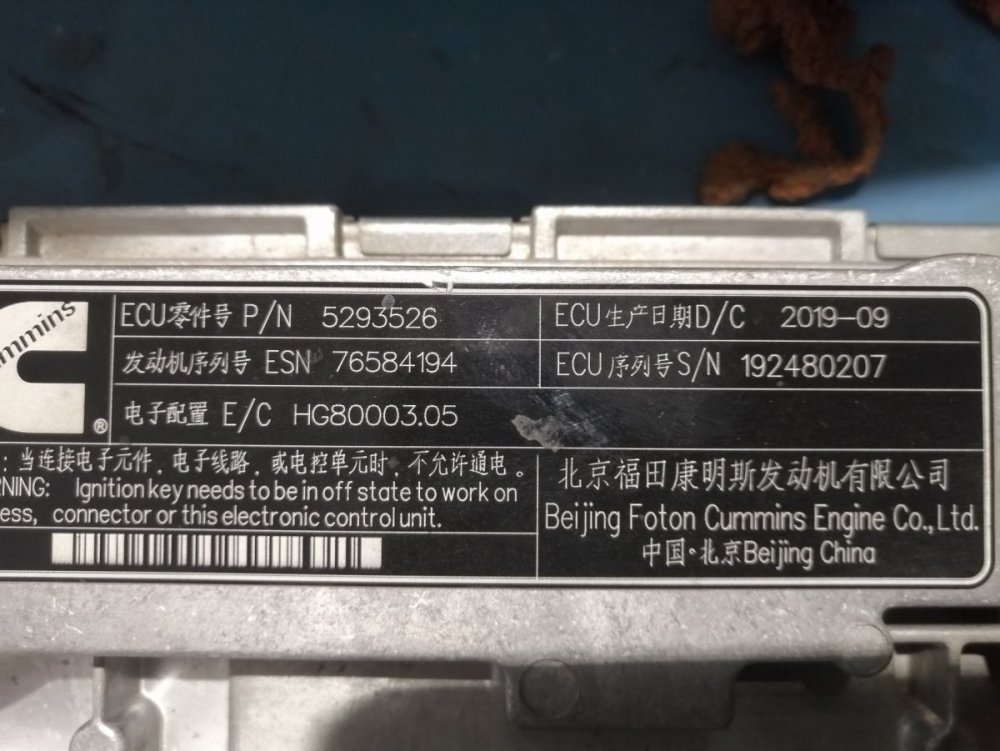 mmins
®
ECU零件号 P/N 5293526
ECU生产日期D/C 2019-09
发动机序列号 ESN 76584194
ECU序列号S/N 192480207
电子配置 E/C HG80003.05
: 当连接电子元件，电子线路，或电控单元时，不允许通电。
RNING: Ignition key needs to be in off state to work on
ess, connector or this electronic control unit.
北京福田康明斯发动机有限公司
Beijing Foton Cummins Engine Co.,Ltd.
中国·北京Beijing China